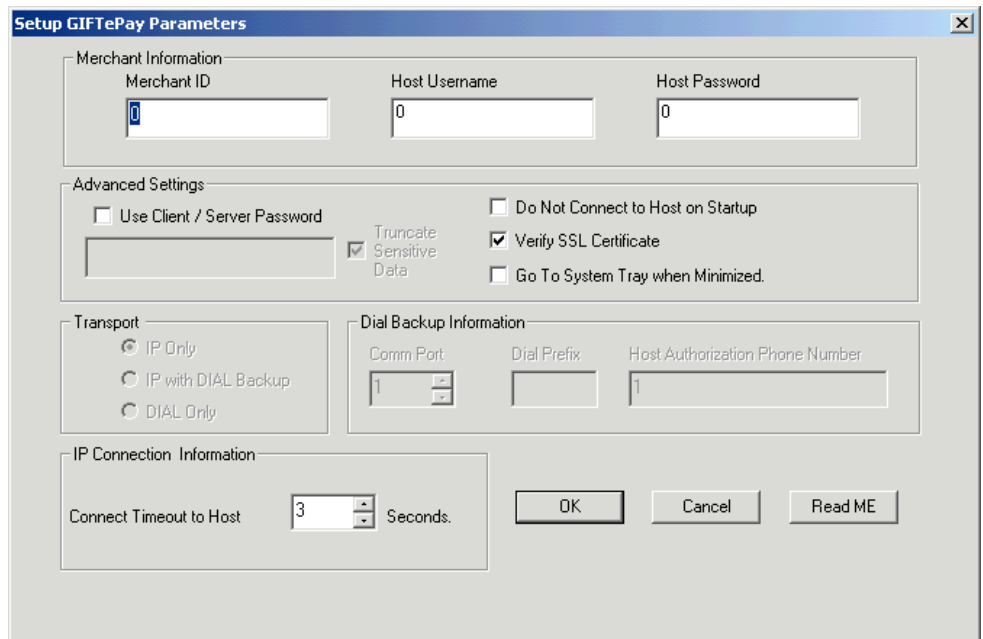 Setup GIFTePay Parameters
Merchant Information
Merchant ID
Host Username
Host Password
0
0
0
Advanced Settings
Use Client / Server Password
Truncate
Sensitive
Data
Do Not Connect to Host on Startup
Verify SSL Certificate
Go To System Tray when Minimized.
Transport
IP Only
IP with DIAL Backup
DIAL Only
Dial Backup Information
Comm Port
Dial Prefix
Host Authorization Phone Number
1
1
IP Connection Information
Connect Timeout to Host
3
Seconds.
OK
Cancel
Read ME